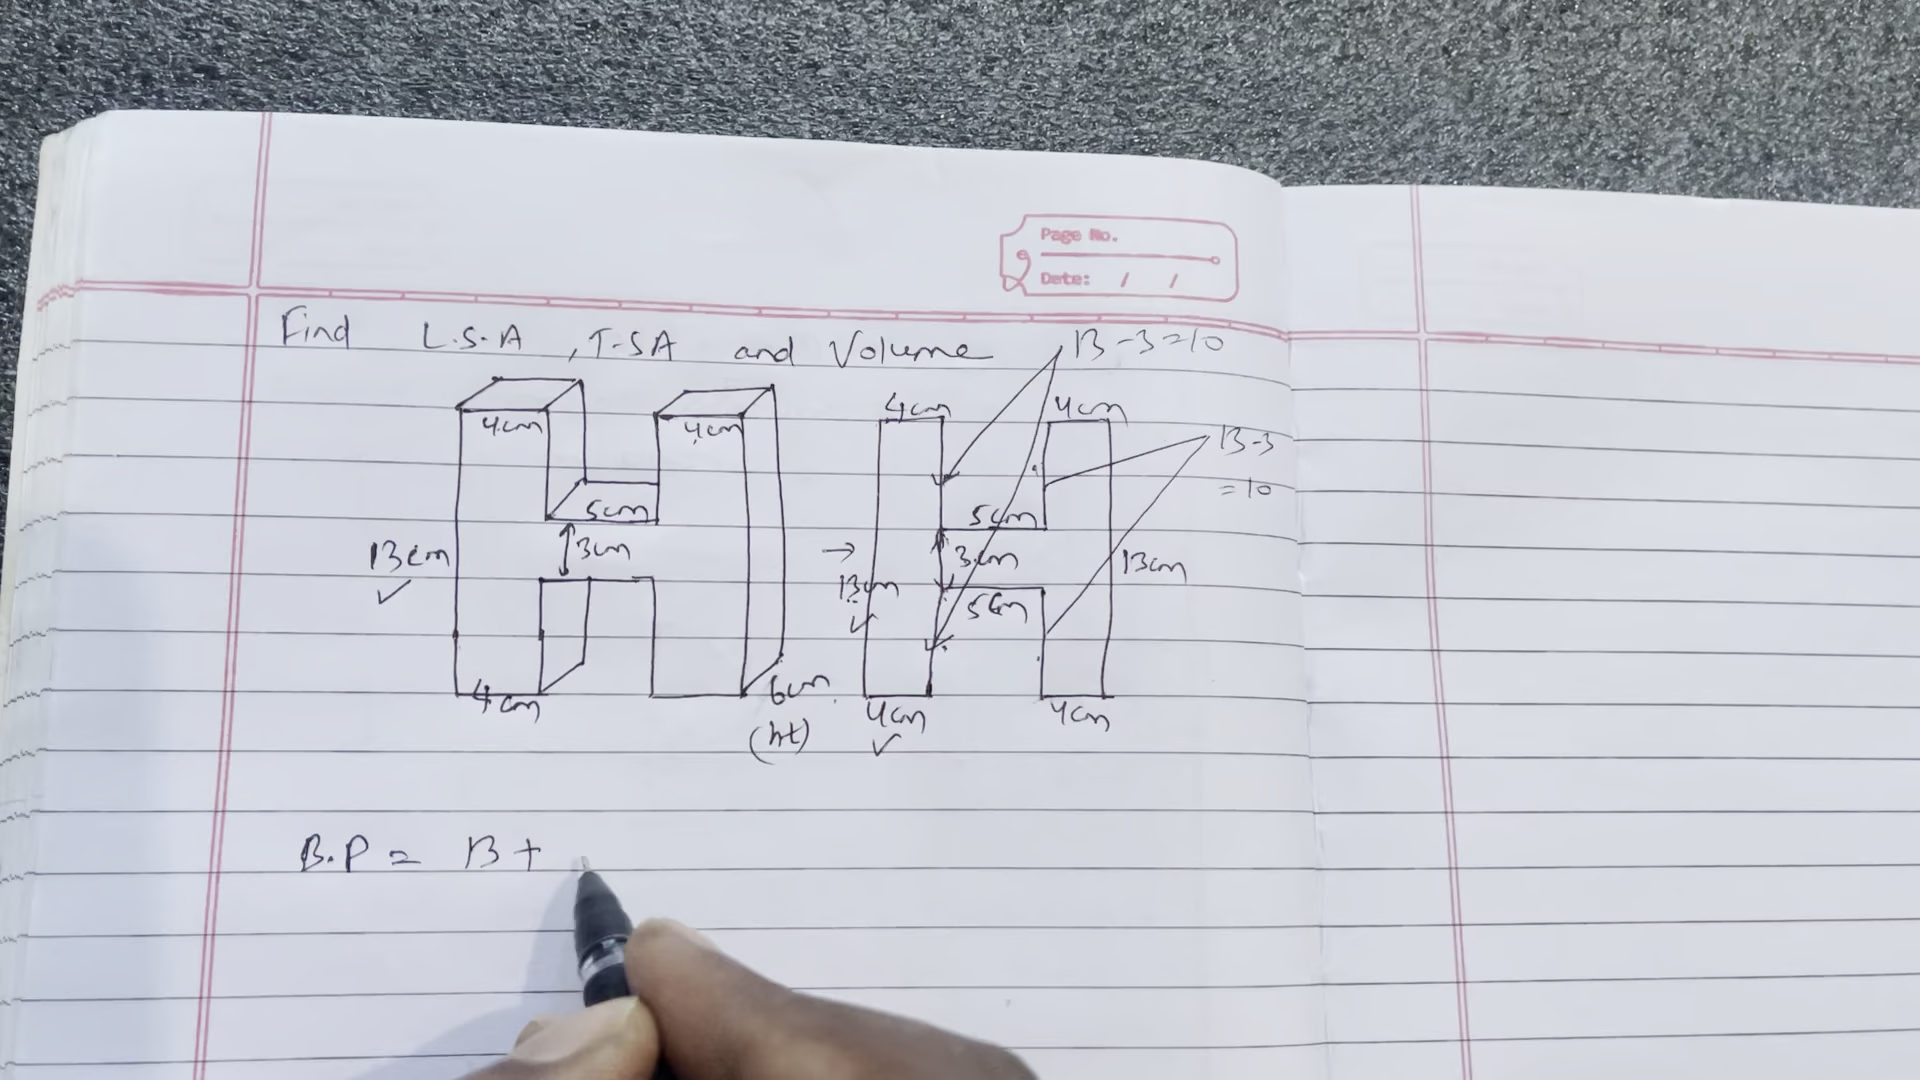 Page No.
Date: / /
Find L.S.A , T-SA and Volume
13-3=10
4cm 4cm 4cm 4cm
13-3
=10
5cm 5cm
13cm 3cm → 3cm 13cm
13cm 5cm
4cm 6cm 4cm 4cm
(ht)
B.P = 13 +